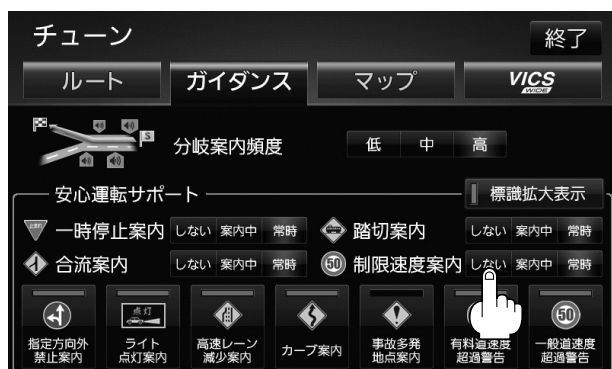 チューン
終了
ルート ガイダンス マップ VICS WIDE
S
分岐案内頻度 低 中 高
安心運転サポート 標識拡大表示
一時停止案内 しない 案内中 常時 踏切案内 しない 案内中 常時
合流案内 しない 案内中 常時 50 制限速度案内 しない 案内中 常時
点灯 50
指定方向外
禁止案内
ライト
点灯案内
高速レーン
減少案内
カーブ案内
事故多発
地点案内
有料道速度
超過警告
一般道速度
超過警告